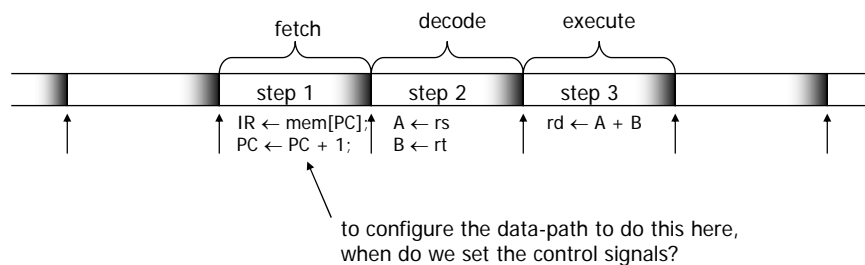 fetch decode execute
step 1 step 2 step 3
IR ← mem[PC]; A ← rs rd ← A + B
PC ← PC + 1; B ← rt
to configure the data-path to do this here,
when do we set the control signals?